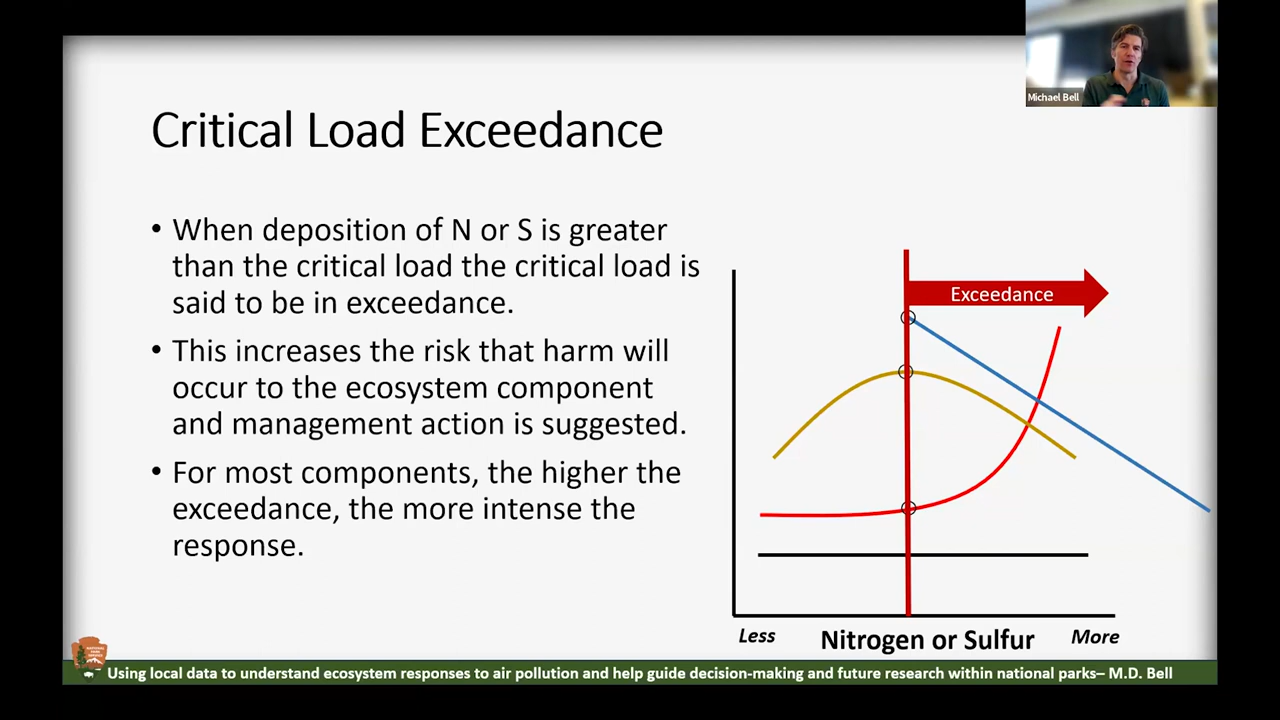 Michael Bell
Critical Load Exceedance
• When deposition of N or S is greater
than the critical load the critical load is
said to be in exceedance.
• This increases the risk that harm will
occur to the ecosystem component
and management action is suggested.
• For most components, the higher the
exceedance, the more intense the
response.
Exceedance
Less
Nitrogen or Sulfur
More
NATIONAL
PARK
SERVICE
Using local data to understand ecosystem responses to air pollution and help guide decision-making and future research within national parks– M.D. Bell